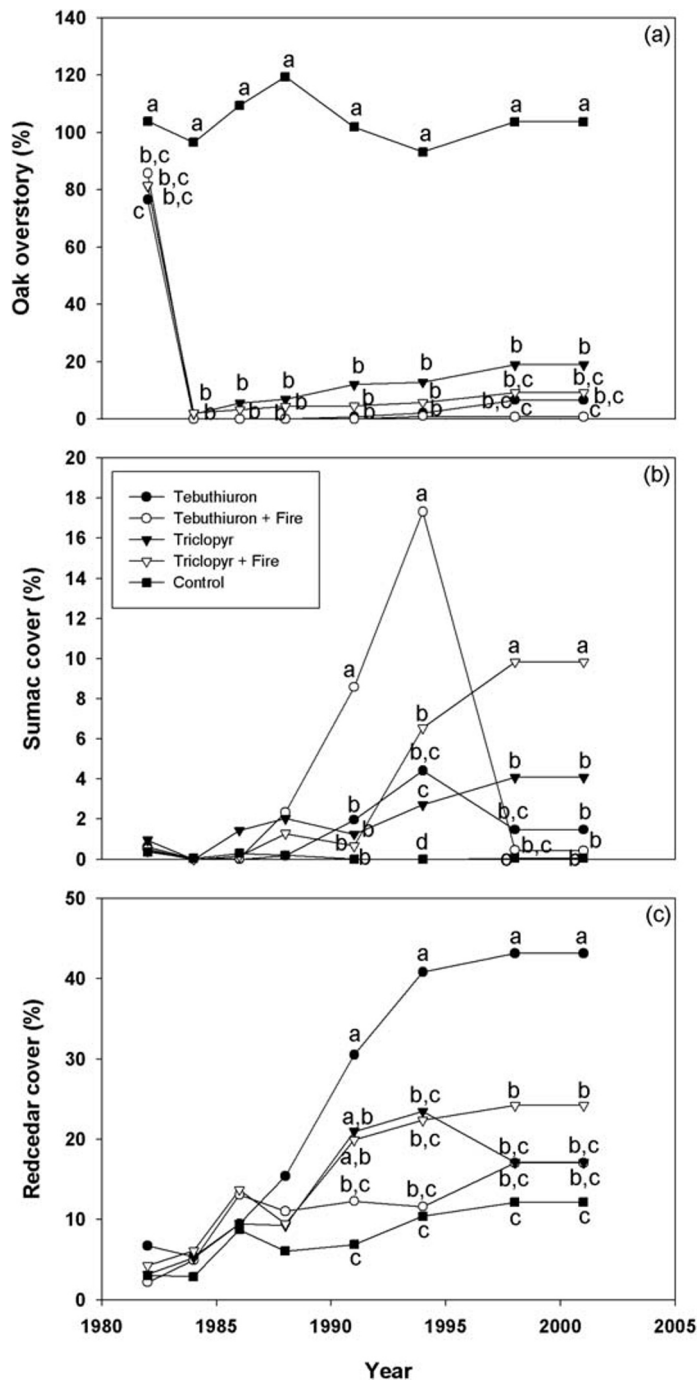 (a)
140
120
100
80
60
40
20
0
Oak overstory (%)
a a a a a a a a
b,c
b,c
b,c
c
b b b b b b b
b,c b,c
b b b b b,c b,c
b b b c c
(b)
20
18
16
14
12
10
8
6
4
2
0
Sumac cover (%)
Tebuthiuron
Tebuthiuron + Fire
Triclopyr
Triclopyr + Fire
Control
a
a a a
b
b,c b b
b c b,c b
b b,c b
b b d c b
(c)
50
40
30
20
10
0
Redcedar cover (%)
a a a a
a,b b,c b b
a,b b,c b,c b,c
b,c b,c b,c b,c
c c c c
1980 1985 1990 1995 2000 2005
Year